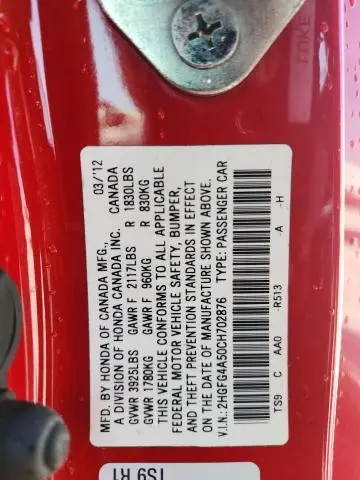 MFD. BY HONDA OF CANADA MFG., 03/'12
A DIVISION OF HONDA CANADA INC. CANADA
GVWR 3925LBS GAWR F 2117LBS R 1830LBS
GVWR 1780KG GAWR F 960KG R 830KG
THIS VEHICLE CONFORMS TO ALL APPLICABLE
FEDERAL MOTOR VEHICLE SAFETY, BUMPER,
AND THEFT PREVENTION STANDARDS IN EFFECT
ON THE DATE OF MANUFACTURE SHOWN ABOVE.
V.I.N.:2HGFG4A50CH702876 TYPE: PASSENGER CAR
TS9 C AA0 -R513 -A -H
TS9 R1